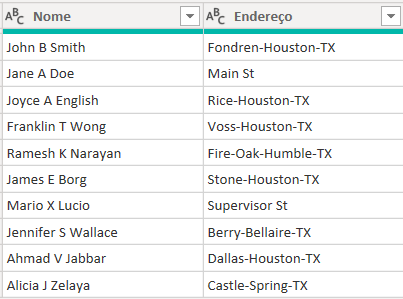 ABC Nome ABC Endereço
John B Smith Fondren-Houston-TX
Jane A Doe Main St
Joyce A English Rice-Houston-TX
Franklin T Wong Voss-Houston-TX
Ramesh K Narayan Fire-Oak-Humble-TX
James E Borg Stone-Houston-TX
Mario X Lucio Supervisor St
Jennifer S Wallace Berry-Bellaire-TX
Ahmad V Jabbar Dallas-Houston-TX
Alicia J Zelaya Castle-Spring-TX